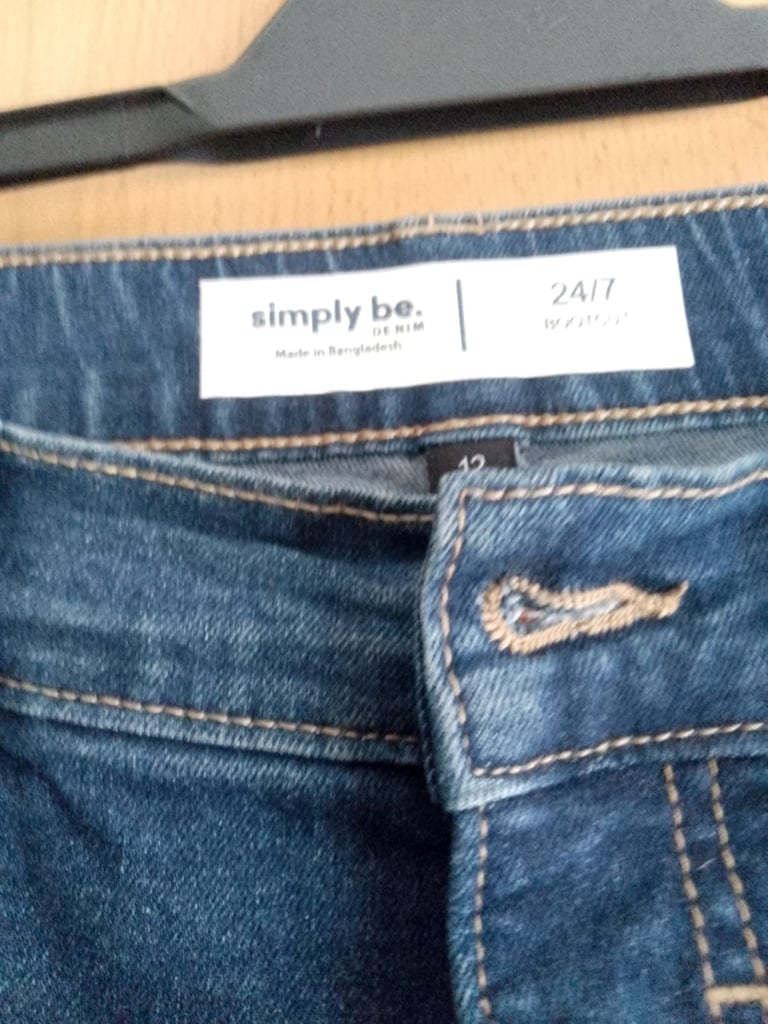 simply be.
DENIM
Made in Bangladesh
24/7
BOOTCUT
12